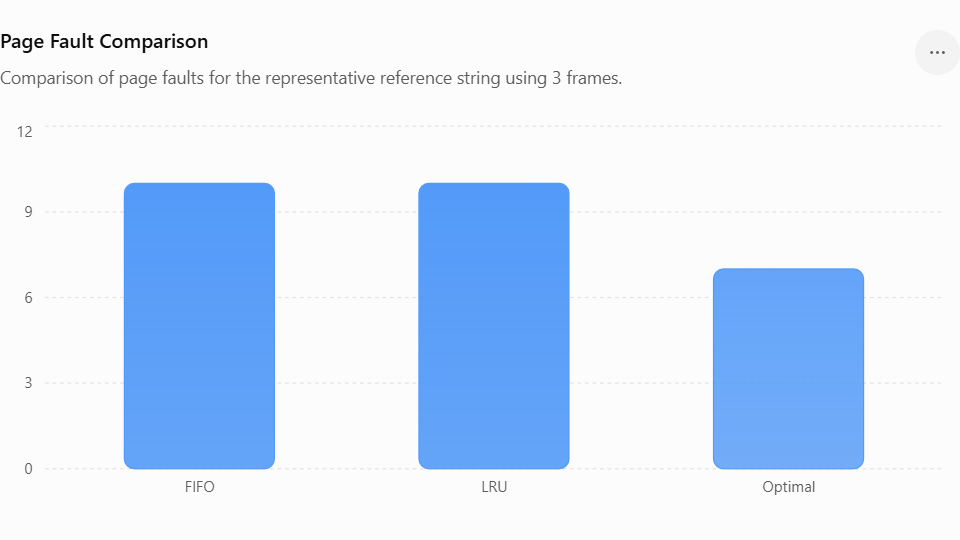 Page Fault Comparison
...
Comparison of page faults for the representative reference string using 3 frames.
12
9
6
3
0
FIFO LRU Optimal